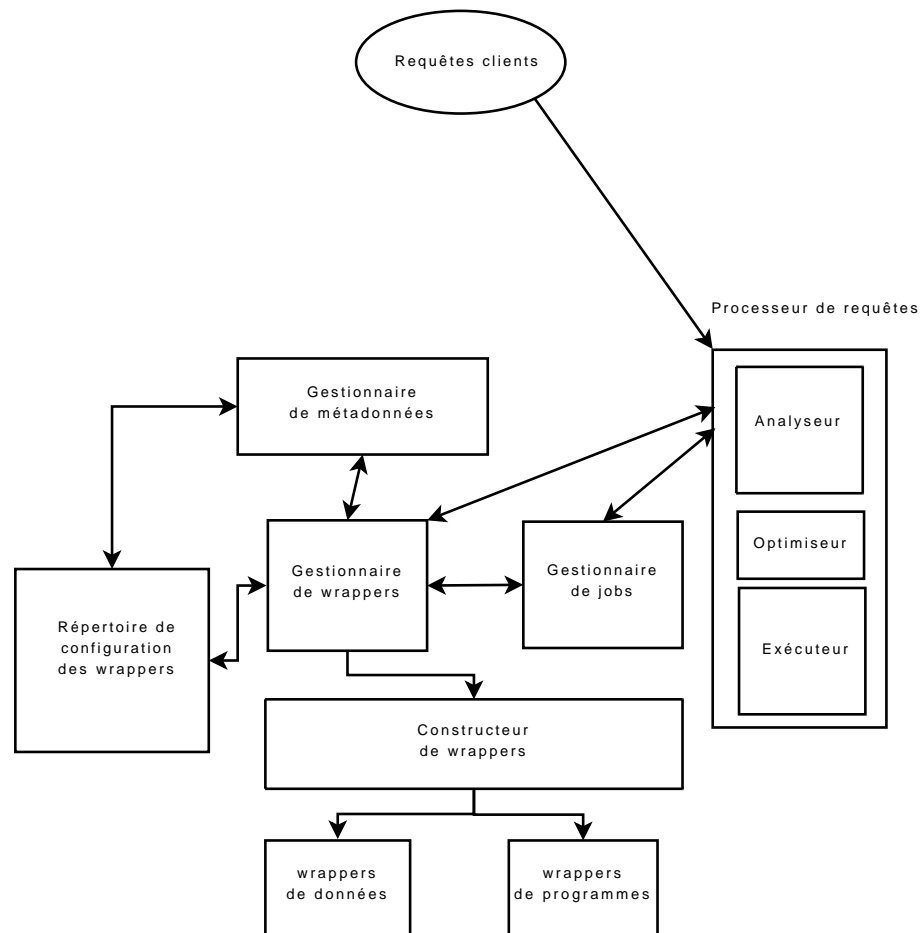 Requêtes clients
Processeur de requêtes
Gestionnaire
de métadonnées
Analyseur
Optimiseur
Exécuteur
Gestionnaire
de wrappers
Gestionnaire
de jobs
Répertoire de
configuration
des wrappers
Constructeur
de wrappers
wrappers
de données
wrappers
de programmes